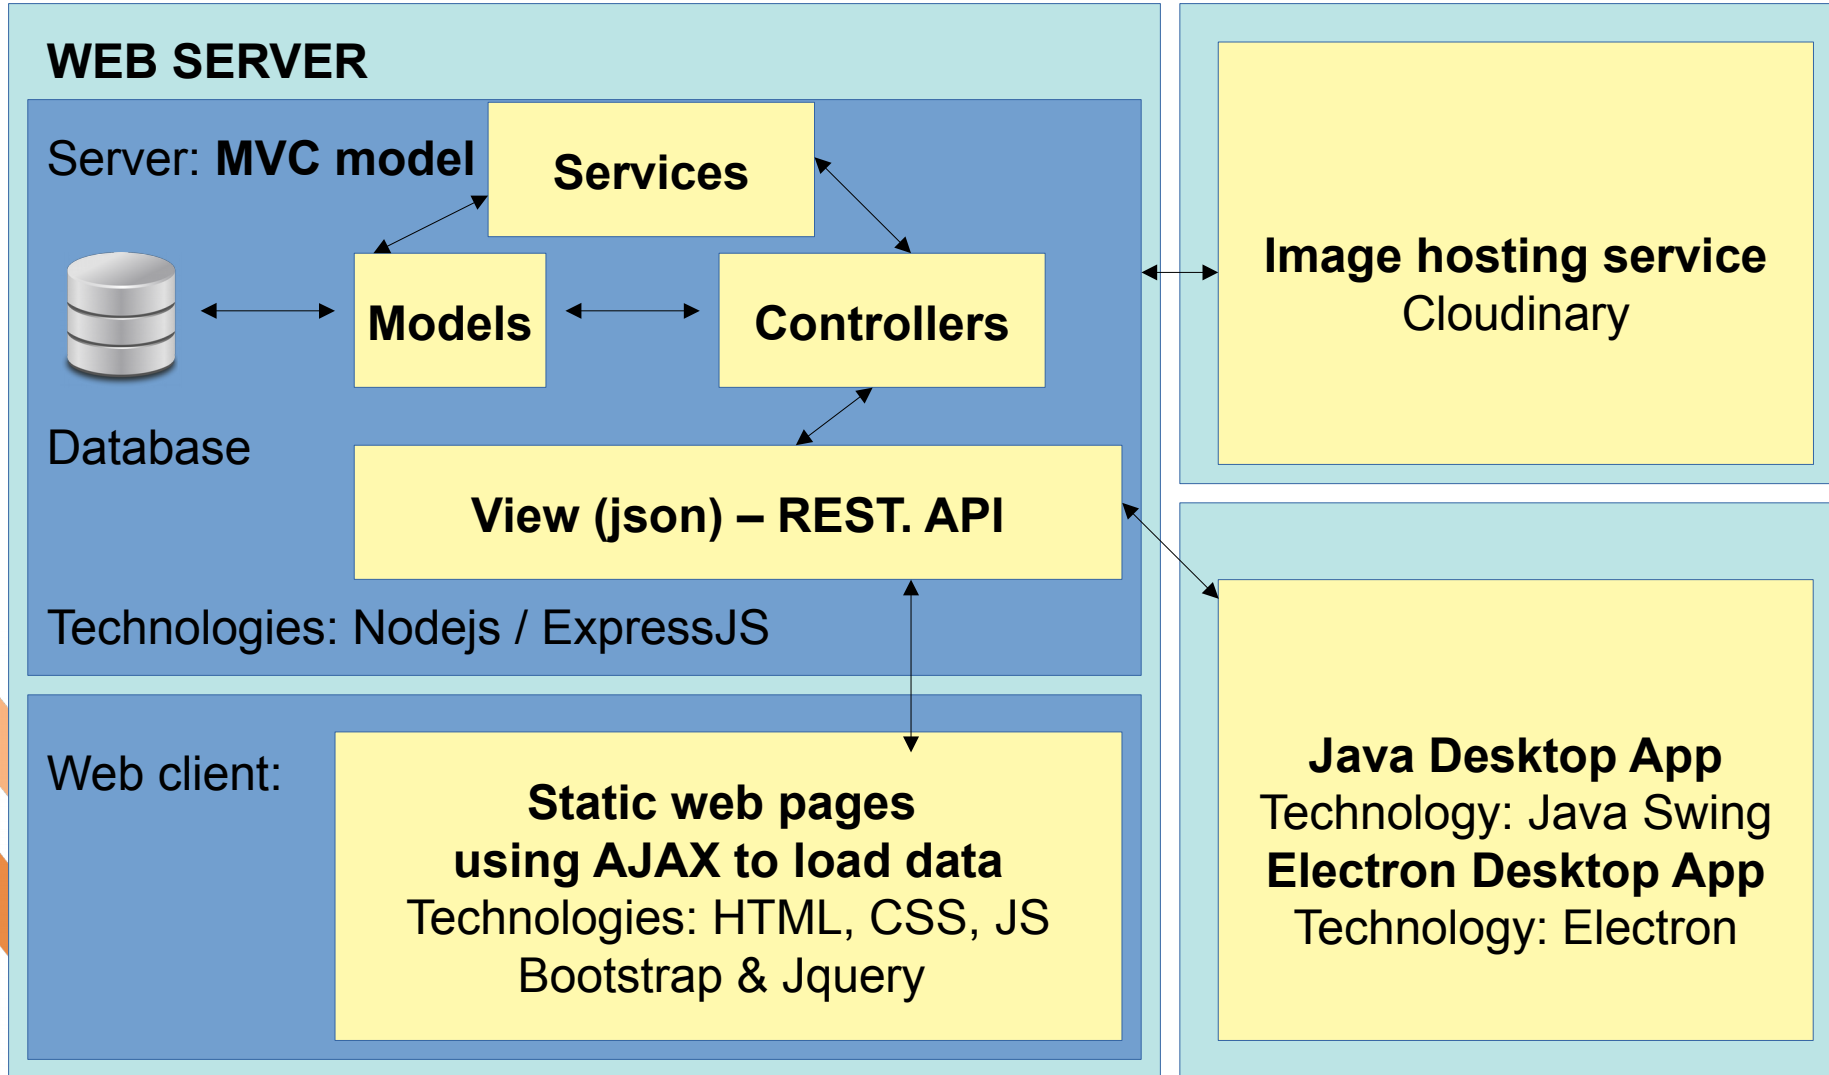 WEB SERVER
Server: MVC model
Services
Models
Controllers
Database
View (json) – REST. API
Technologies: Nodejs / ExpressJS
Web client:
Static web pages
using AJAX to load data
Technologies: HTML, CSS, JS
Bootstrap & Jquery
Image hosting service
Cloudinary
Java Desktop App
Technology: Java Swing
Electron Desktop App
Technology: Electron